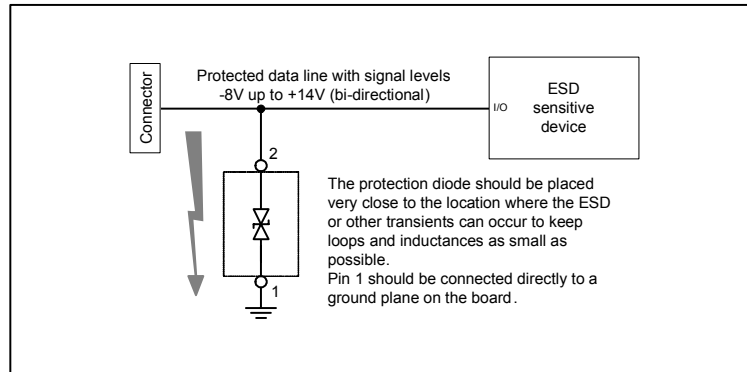 Connector
Protected data line with signal levels
-8V up to +14V (bi-directional)
I/O
ESD
sensitive
device
2
The protection diode should be placed
very close to the location where the ESD
or other transients can occur to keep
loops and inductances as small as
possible.
Pin 1 should be connected directly to a
ground plane on the board.
1